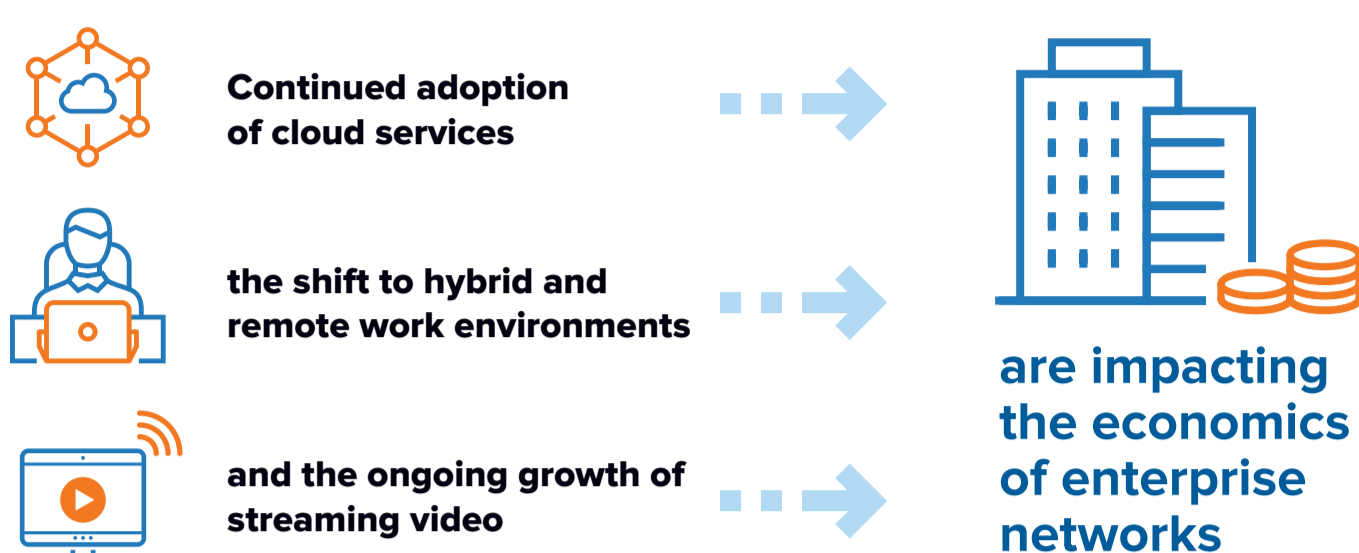 Continued adoption
of cloud services
the shift to hybrid and
remote work environments
and the ongoing growth of
streaming video
are impacting
the economics
of enterprise
networks